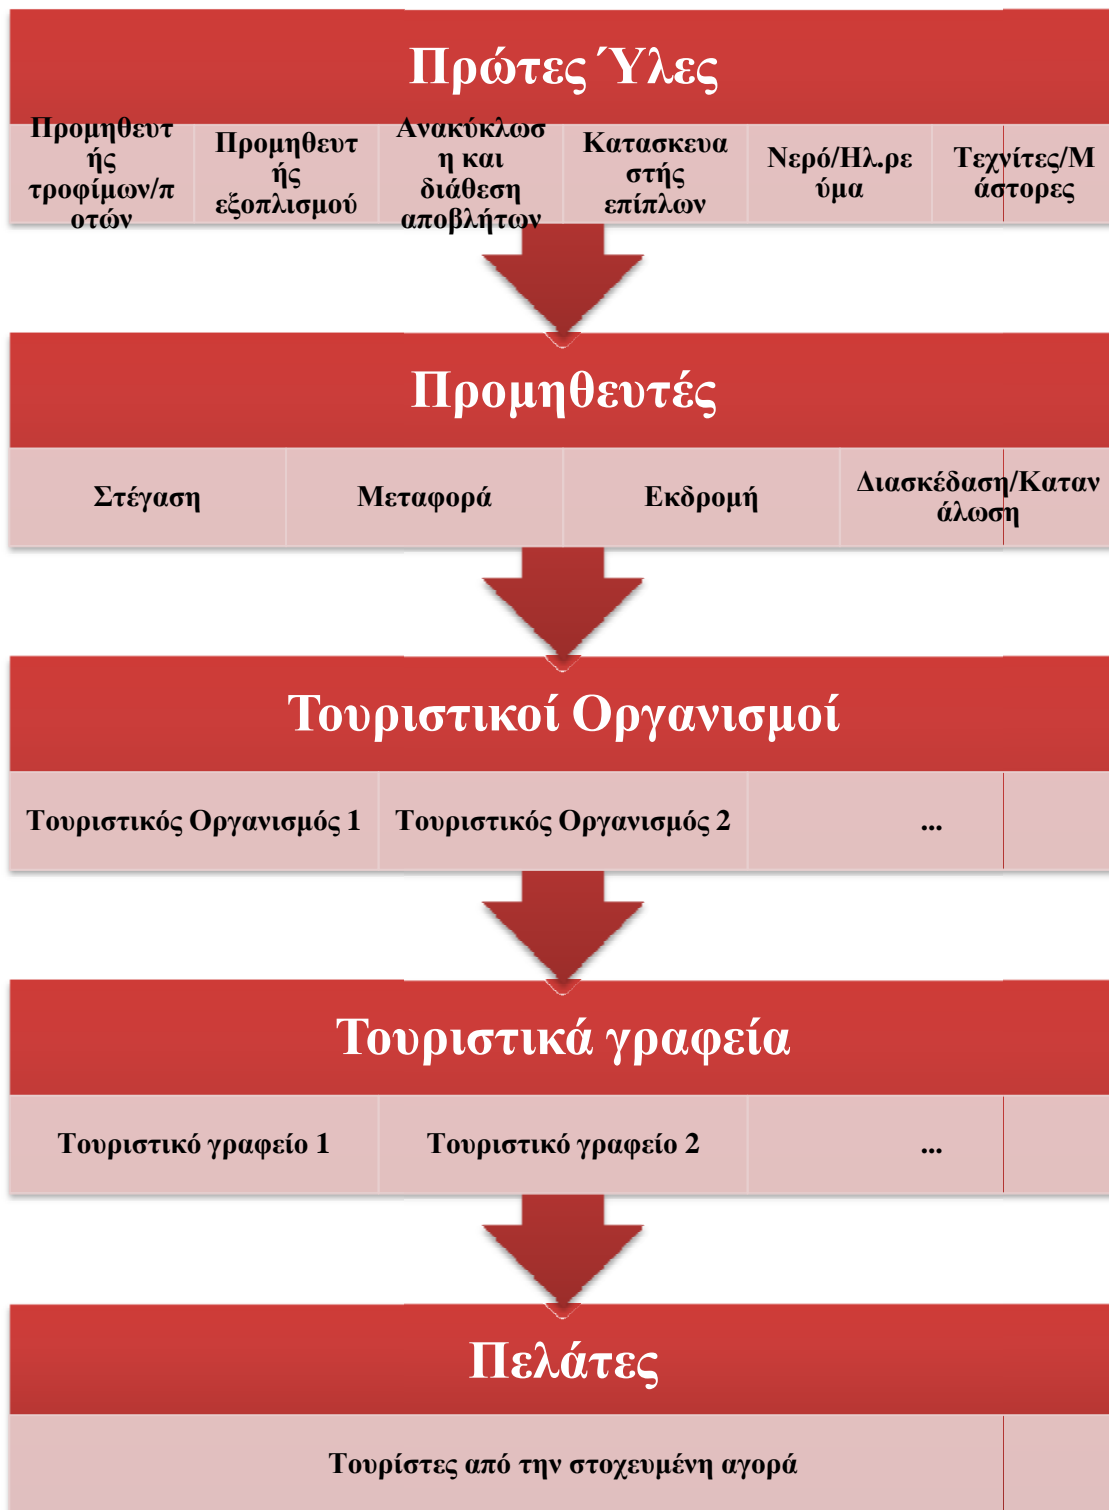 Πρώτες Ύλες
Προμηθευτ
ής
τροφίμων/π
οτών
Προμηθευτ
ής
εξοπλισμού
Ανακύκλωσ
η και
διάθεση
αποβλήτων
Κατασκευα
στής
επίπλων
Νερό/Ηλ.ρε
ύμα
Τεχνίτες/Μ
άστορες
Προμηθευτές
Στέγαση
Μεταφορά
Εκδρομή
Διασκέδαση/Καταν
άλωση
Τουριστικοί Οργανισμοί
Τουριστικός Οργανισμός 1
Τουριστικός Οργανισμός 2
...
Τουριστικά γραφεία
Τουριστικό γραφείο 1
Τουριστικό γραφείο 2
...
Πελάτες
Τουρίστες από την στοχευμένη αγορά